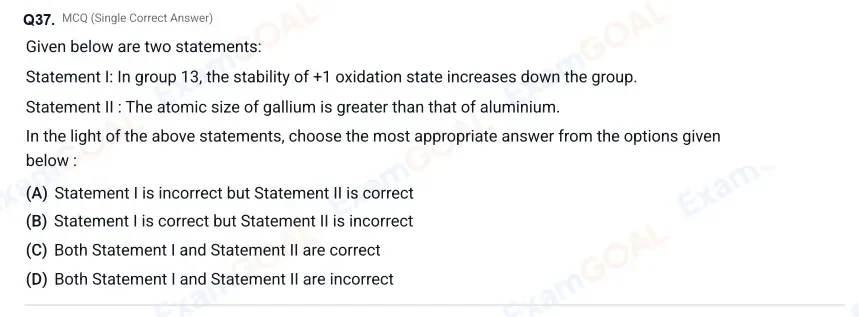 Q37. MCQ (Single Correct Answer)
Given below are two statements:
Statement I: In group 13, the stability of +1 oxidation state increases down the group.
Statement II : The atomic size of gallium is greater than that of aluminium.
In the light of the above statements, choose the most appropriate answer from the options given
below :
(A) Statement I is incorrect but Statement II is correct
(B) Statement I is correct but Statement II is incorrect
(C) Both Statement I and Statement II are correct
(D) Both Statement I and Statement II are incorrect
ExamGOAL